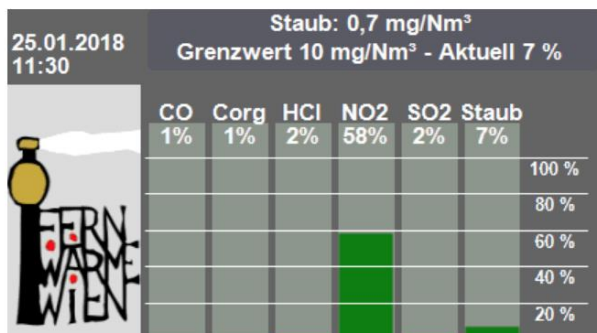 25.01.2018
11:30
Staub: 0,7 mg/Nm³
Grenzwert 10 mg/Nm³ - Aktuell 7 %
CO Corg HCl NO2 SO2 Staub
1% 1% 2% 58% 2% 7%
100 %
80 %
60 %
40 %
20 %
FERN
WÄRME
WIEN